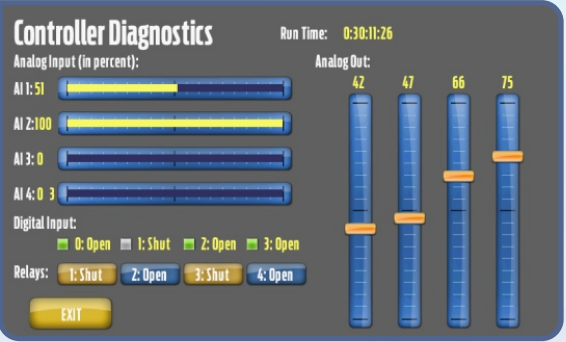 Controller Diagnostics
Run Time: 0:30:11:26
Analog Input (in percent):
Analog Out:
AI 1: 51
42 47 66 75
AI 2:100
AI 3: 0
AI 4: 0 3
Digital Input:
0: Open 1: Shut 2: Open 3: Open
Relays: 1: Shut 2: Open 3: Shut 4: Open
EXIT